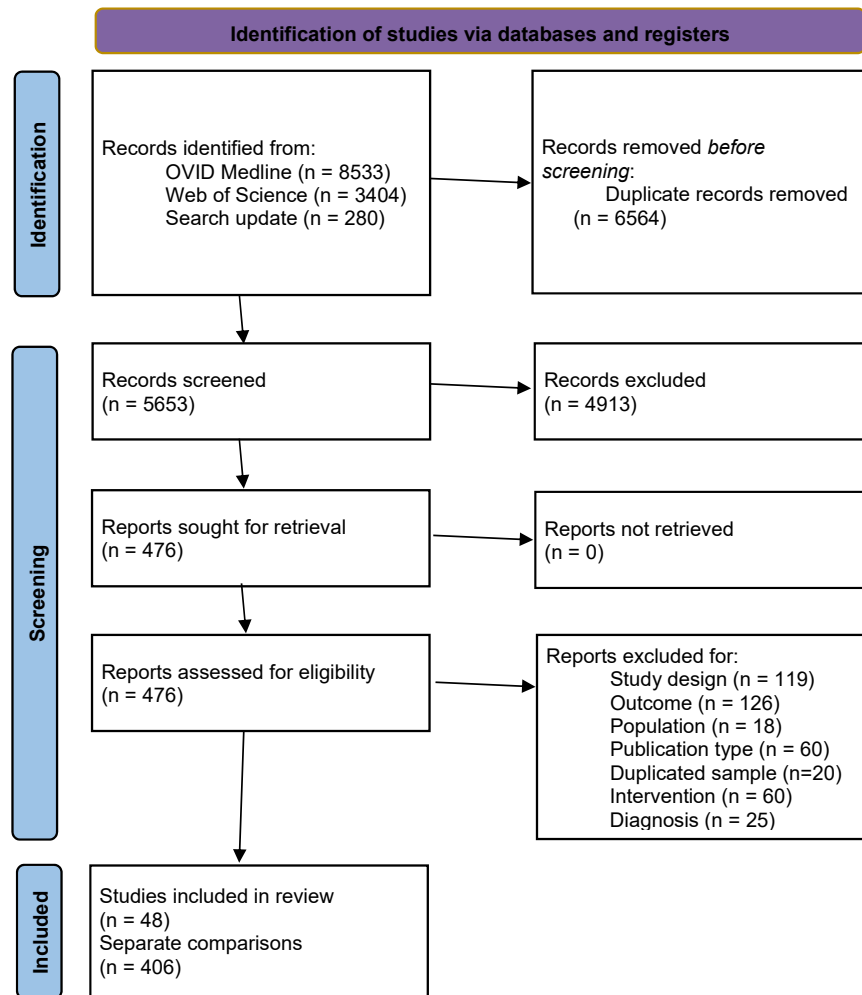 Identification of studies via databases and registers
Identification
Records identified from:
OVID Medline (n = 8533)
Web of Science (n = 3404)
Search update (n = 280)
Records removed before
screening:
Duplicate records removed
(n = 6564)
Screening
Records screened
(n = 5653)
Records excluded
(n = 4913)
Reports sought for retrieval
(n = 476)
Reports not retrieved
(n = 0)
Reports assessed for eligibility
(n = 476)
Reports excluded for:
Study design (n = 119)
Outcome (n = 126)
Population (n = 18)
Publication type (n = 60)
Duplicated sample (n=20)
Intervention (n = 60)
Diagnosis (n = 25)
Included
Studies included in review
(n = 48)
Separate comparisons
(n = 406)